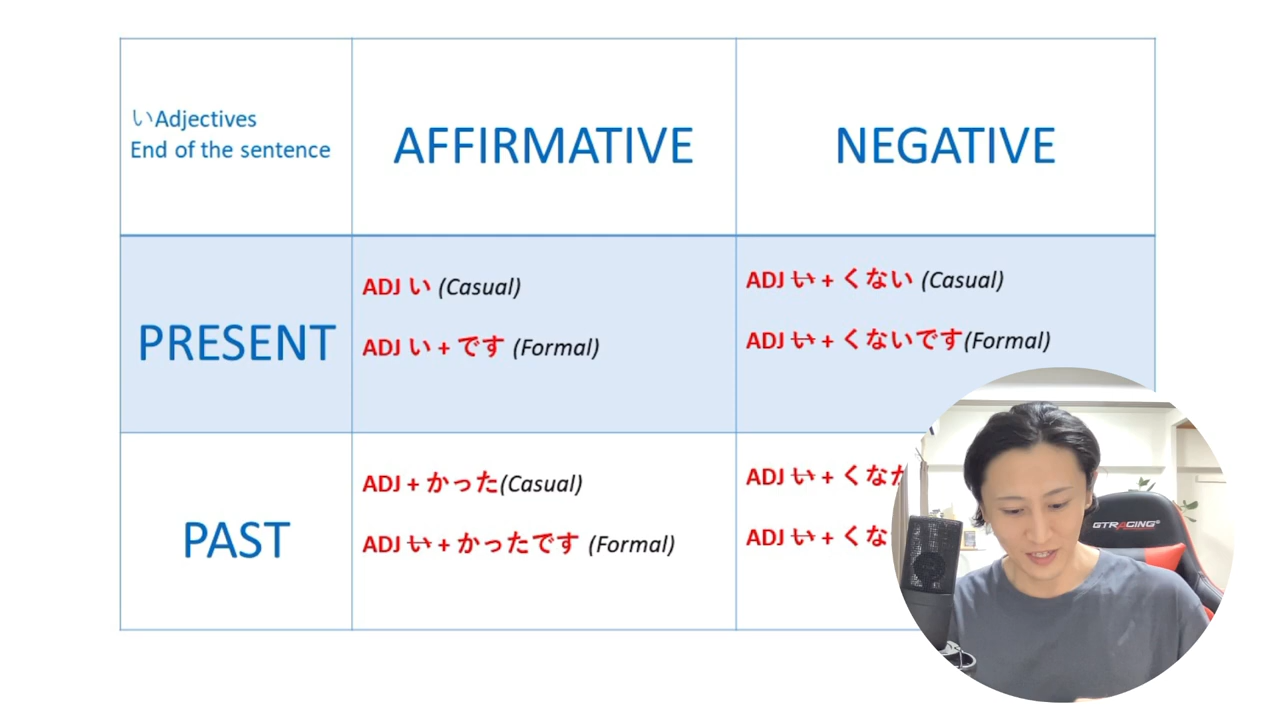 いAdjectives
End of the sentence
AFFIRMATIVE
NEGATIVE
PRESENT
ADJ い (Casual)
ADJ い + です (Formal)
ADJ い + くない (Casual)
ADJ い + くないです(Formal)
PAST
ADJ + かった(Casual)
ADJ い + かったです (Formal)
ADJ い + くな
ADJ い + くな
GTRACING